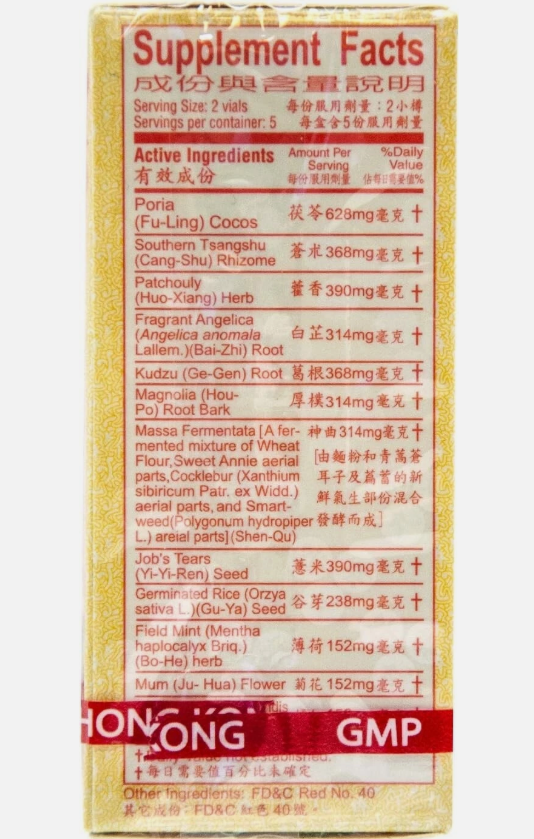 Supplement Facts
成份與含量說明
Serving Size: 2 vials 每份服用劑量：2小樽
Servings per container: 5 每盒含5份服用劑量
Active Ingredients Amount Per %Daily
有效成份 Serving Value
每份服用劑量 佔每日需要值%
Poria
(Fu-Ling) Cocos 茯苓628mg毫克 †
Southern Tsangshu
(Cang-Shu) Rhizome 蒼朮368mg毫克 †
Patchouly
(Huo-Xiang) Herb 藿香390mg毫克 †
Fragrant Angelica
(Angelica anomala 白芷314mg毫克 †
Lallem.)(Bai-Zhi) Root
Kudzu (Ge-Gen) Root 葛根368mg毫克 †
Magnolia (Hou-
Po) Root Bark 厚樸314mg毫克 †
Massa Fermentata [A fer- 神曲314mg毫克†
mented mixture of Wheat [由麵粉和青蒿蒼
Flour,Sweet Annie aerial
parts,Cocklebur (Xanthium 耳子及萹蓄的新
sibiricum Patr. ex Widd.) 鮮氣生部份混合
aerial parts, and Smart-
weed(Polygonum hydropiper 發酵而成]
L.) areial parts](Shen-Qu)
Job's Tears
(Yi-Yi-Ren) Seed 薏米390mg毫克 †
Germinated Rice (Orzya
sativa L.)(Gu-Ya) Seed 谷芽238mg毫克 †
Field Mint (Mentha
haplocalyx Briq.) 薄荷152mg毫克 †
(Bo-He) herb
Mum (Ju- Hua) Flower 菊花152mg毫克 †
HONG KONG
KONG GMP
†Daily value not established.
†每日需要值百分比未確定
Other Ingredients: FD&C Red No. 40
其它成份：FD&C 紅色 40號。